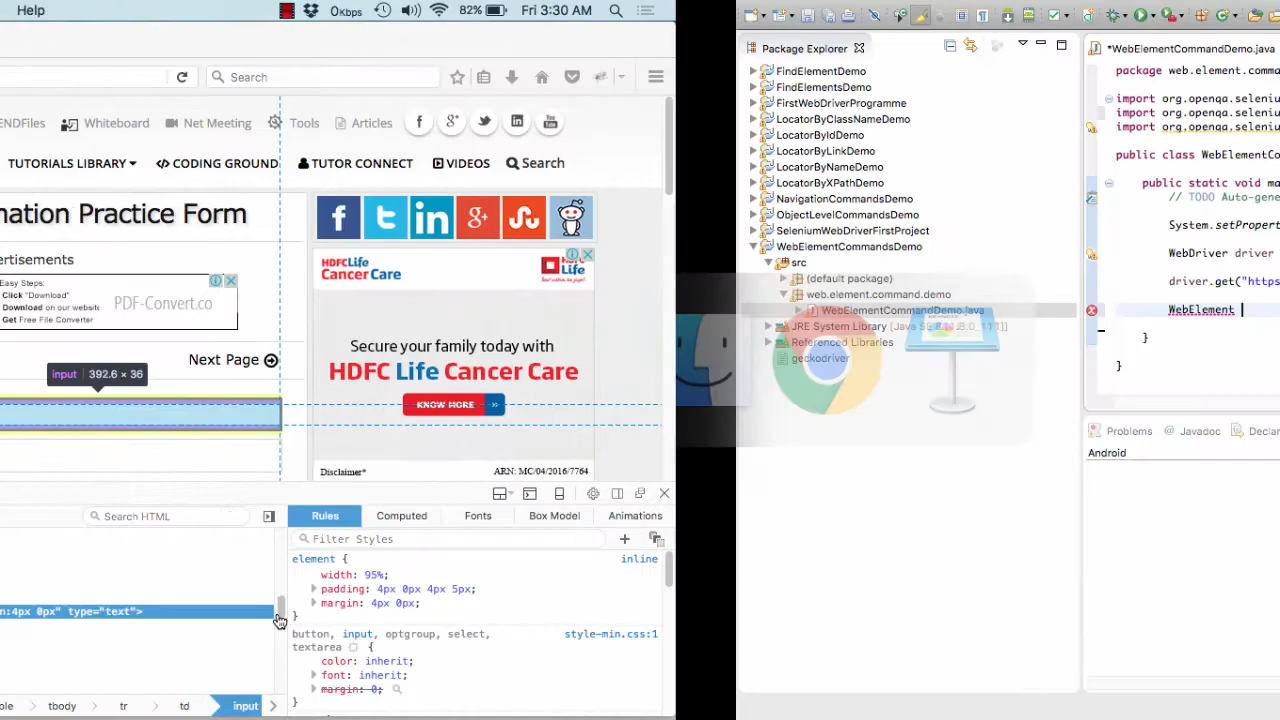 Help
0Kbps
82%
Fri 3:30 AM
Search
ENDFiles
Whiteboard
Net Meeting
Tools
Articles
f
g+
in
You
Tube
TUTORIALS LIBRARY
</> CODING GROUND
TUTOR CONNECT
VIDEOS
Search
mation Practice Form
f
t
in
g+
ertisements
Easy Steps:
Click "Download"
Download on our website
Get Free File Converter
PDF-Convert.co
HDFCLife
Cancer Care
HDFC
Life
Secure your family today with
HDFC Life Cancer Care
KNOW MORE
Disclaimer*
ARN: MC/04/2016/7764
Next Page
input | 392.6 × 36
Search HTML
Rules
Computed
Fonts
Box Model
Animations
Filter Styles
element {
inline
width: 95%;
padding: 4px 0px 4px 5px;
margin: 4px 0px;
}
n:4px 0px" type="text">
button, input, optgroup, select,
style-min.css:1
textarea {
color: inherit;
font: inherit;
margin: 0;
}
ole
tbody
tr
td
input
Package Explorer
FindElementDemo
FindElementsDemo
FirstWebDriverProgramme
LocatorByClassNameDemo
LocatorByIdDemo
LocatorByLinkDemo
LocatorByNameDemo
LocatorByXPathDemo
NavigationCommandsDemo
ObjectLevelCommandsDemo
SeleniumWebDriverFirstProject
WebElementCommandsDemo
src
(default package)
web.element.command.demo
WebElementCommandDemo.java
JRE System Library
Referenced Libraries
geckodriver
*WebElementCommandDemo.java
package web.element.comma
import org.openqa.seleniu
import org.openqa.seleniu
import org.openqa.seleniu
public class WebElementCo
public static void ma
// TODO Auto-gene
System.setPropert
WebDriver driver
driver.get("https
WebElement
}
}
Problems
@ Javadoc
Declar
Android